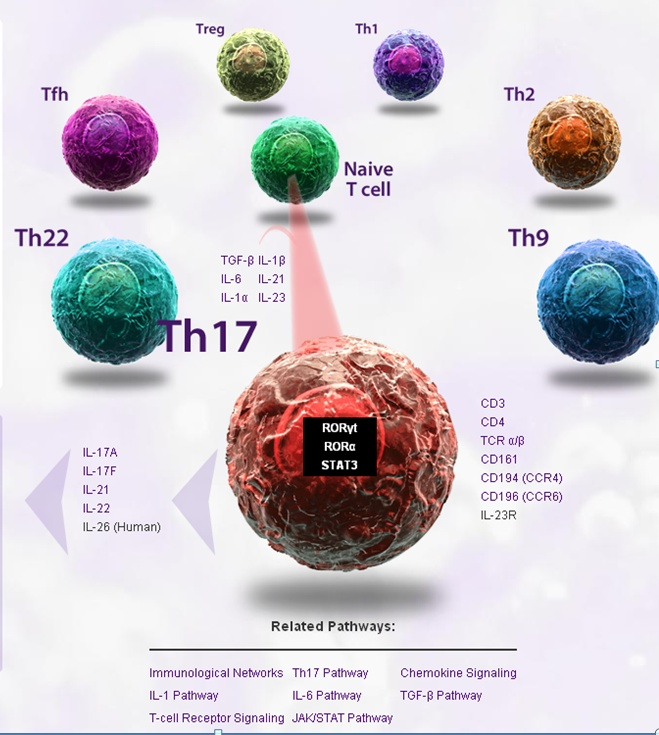 Treg
Th1
Tfh
Th2
Naive
T cell
Th22
Th9
TGF-β IL-1β
IL-6 IL-21
IL-1α IL-23
Th17
RORγt
RORα
STAT3
CD3
CD4
TCR α/β
CD161
CD194 (CCR4)
CD196 (CCR6)
IL-23R
IL-17A
IL-17F
IL-21
IL-22
IL-26 (Human)
Related Pathways:
Immunological Networks Th17 Pathway Chemokine Signaling
IL-1 Pathway IL-6 Pathway TGF-β Pathway
T-cell Receptor Signaling JAK/STAT Pathway